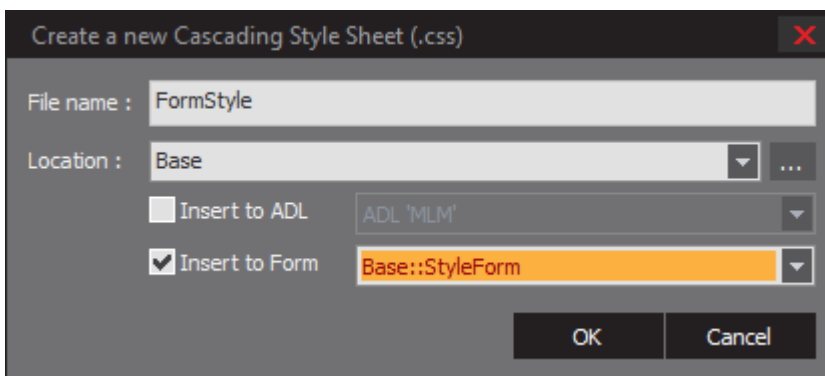 Create a new Cascading Style Sheet (.css)
File name : FormStyle
Location : Base ...
Insert to ADL ADL 'MLM'
Insert to Form Base::StyleForm
OK Cancel